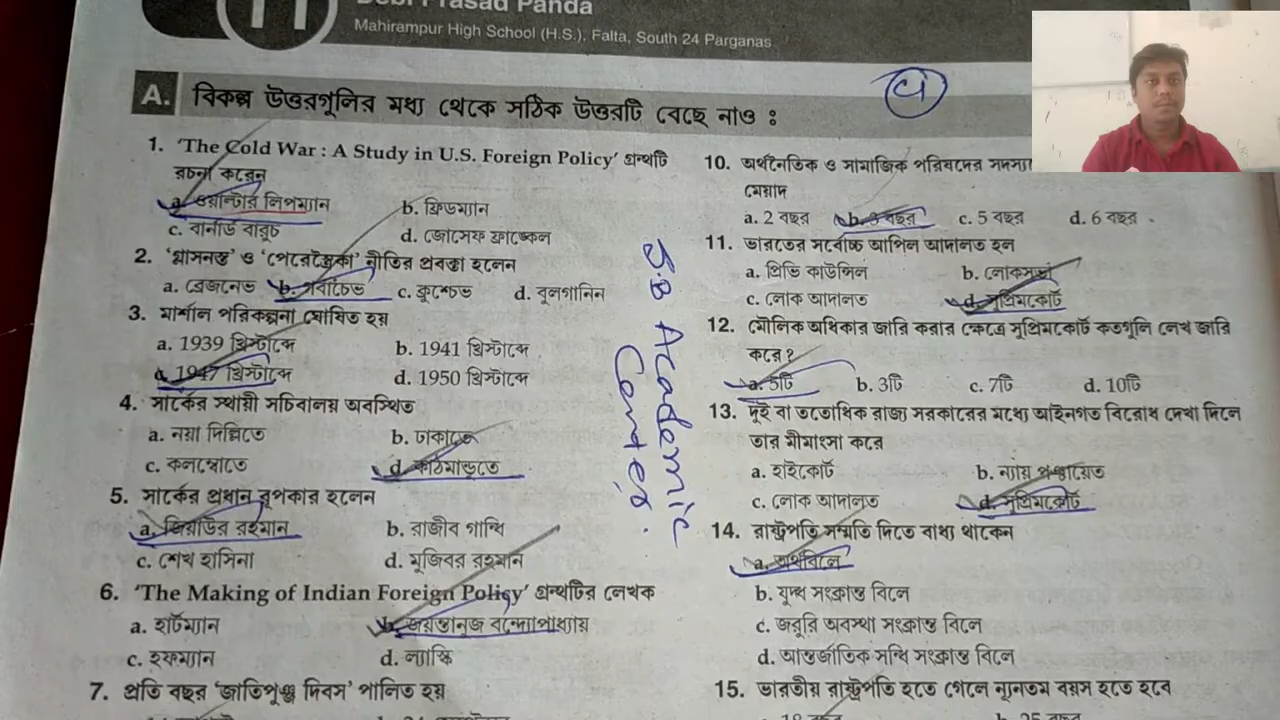 11
Debi Prasad Panda
Mahirampur High School (H.S.), Falta, South 24 Parganas
A. বিকল্প উত্তরগুলির মধ্য থেকে সঠিক উত্তরটি বেছে নাও :
4
1. 'The Cold War : A Study in U.S. Foreign Policy' গ্রন্থটি
রচনা করেন
a. ওয়াল্টার লিপম্যান b. ফ্রিডম্যান
c. বার্নার্ড বারুচ d. জোসেফ ফ্রাঙ্কেল
2. 'গ্লাসনস্ত' ও 'পেরেস্ত্রৈকা' নীতির প্রবক্তা হলেন
a. ব্রেজনেভ b. গর্বাচেভ c. ক্রুশ্চেভ d. বুলগানিন
3. মার্শাল পরিকল্পনা ঘোষিত হয়
a. 1939 খ্রিস্টাব্দে b. 1941 খ্রিস্টাব্দে
c. 1947 খ্রিস্টাব্দে d. 1950 খ্রিস্টাব্দে
4. সার্কের স্থায়ী সচিবালয় অবস্থিত
a. নয়া দিল্লিতে b. ঢাকাতে
c. কলম্বোতে d. কাঠমান্ডুতে
5. সার্কের প্রধান রূপকার হলেন
a. জিয়াউর রহমান b. রাজীব গান্ধি
c. শেখ হাসিনা d. মুজিবর রহমান
6. 'The Making of Indian Foreign Policy' গ্রন্থটির লেখক
a. হার্টম্যান b. জয়ন্তানুজ বন্দ্যোপাধ্যায়
c. হফম্যান d. ল্যাস্কি
7. প্রতি বছর 'জাতিপুঞ্জ দিবস' পালিত হয়
J.B Academic
Center.
10. অর্থনৈতিক ও সামাজিক পরিষদের সদস্য
মেয়াদ
a. 2 বছর b. 3 বছর c. 5 বছর d. 6 বছর
11. ভারতের সর্বোচ্চ আপিল আদালত হল
a. প্রিভি কাউন্সিল b. লোকসভা
c. লোক আদালত d. সুপ্রিমকোর্ট
12. মৌলিক অধিকার জারি করার ক্ষেত্রে সুপ্রিমকোর্ট কতগুলি লেখ জারি
করে ?
a. 5টি b. 3টি c. 7টি d. 10টি
13. দুই বা ততোধিক রাজ্য সরকারের মধ্যে আইনগত বিরোধ দেখা দিলে
তার মীমাংসা করে
a. হাইকোর্ট b. ন্যায় পঞ্চায়েত
c. লোক আদালত d. সুপ্রিমকোর্ট
14. রাষ্ট্রপতি সম্মতি দিতে বাধ্য থাকেন
a. অর্থবিলে
b. যুদ্ধ সংক্রান্ত বিলে
c. জরুরি অবস্থা সংক্রান্ত বিলে
d. আন্তর্জাতিক সন্ধি সংক্রান্ত বিলে
15. ভারতীয় রাষ্ট্রপতি হতে গেলে ন্যূনতম বয়স হতে হবে